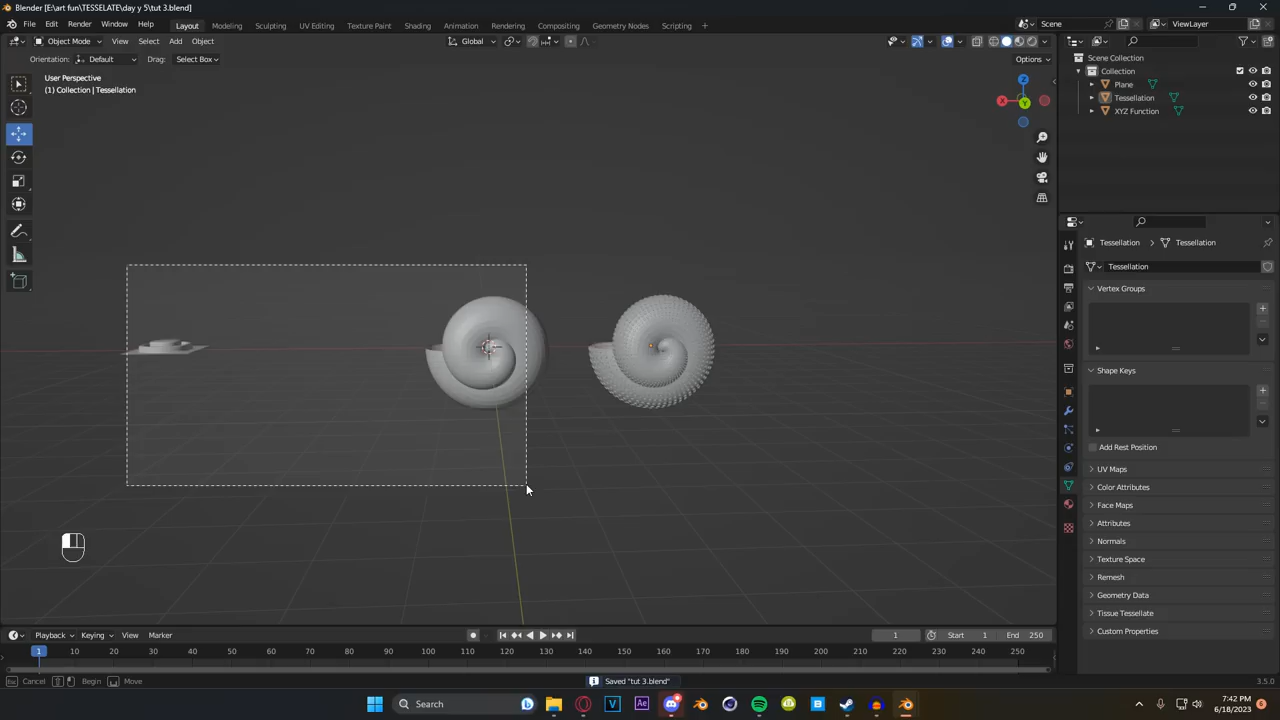 Blender [E:\art fun\TESSELATE\day y 5\tut 3.blend]
File Edit Render Window Help Layout Modeling Sculpting UV Editing Texture Paint Shading Animation Rendering Compositing Geometry Nodes Scripting + Scene ViewLayer
Object Mode View Select Add Object Global
Orientation: Default Drag: Select Box Options
User Perspective
(1) Collection | Tessellation
Z
X
Y
Scene Collection
Collection
Plane
Tessellation
XYZ Function
Tessellation > Tessellation
Tessellation
Vertex Groups
Shape Keys
Add Rest Position
UV Maps
Color Attributes
Face Maps
Attributes
Normals
Texture Space
Remesh
Geometry Data
Tissue Tessellate
Custom Properties
Playback Keying View Marker 1 Start 1 End 250
1 10 20 30 40 50 60 70 80 90 100 110 120 130 140 150 160 170 180 190 200 210 220 230 240 250
Cancel Begin Move Saved "tut 3.blend" 3.5.0
Search
7:42 PM
6/18/2023